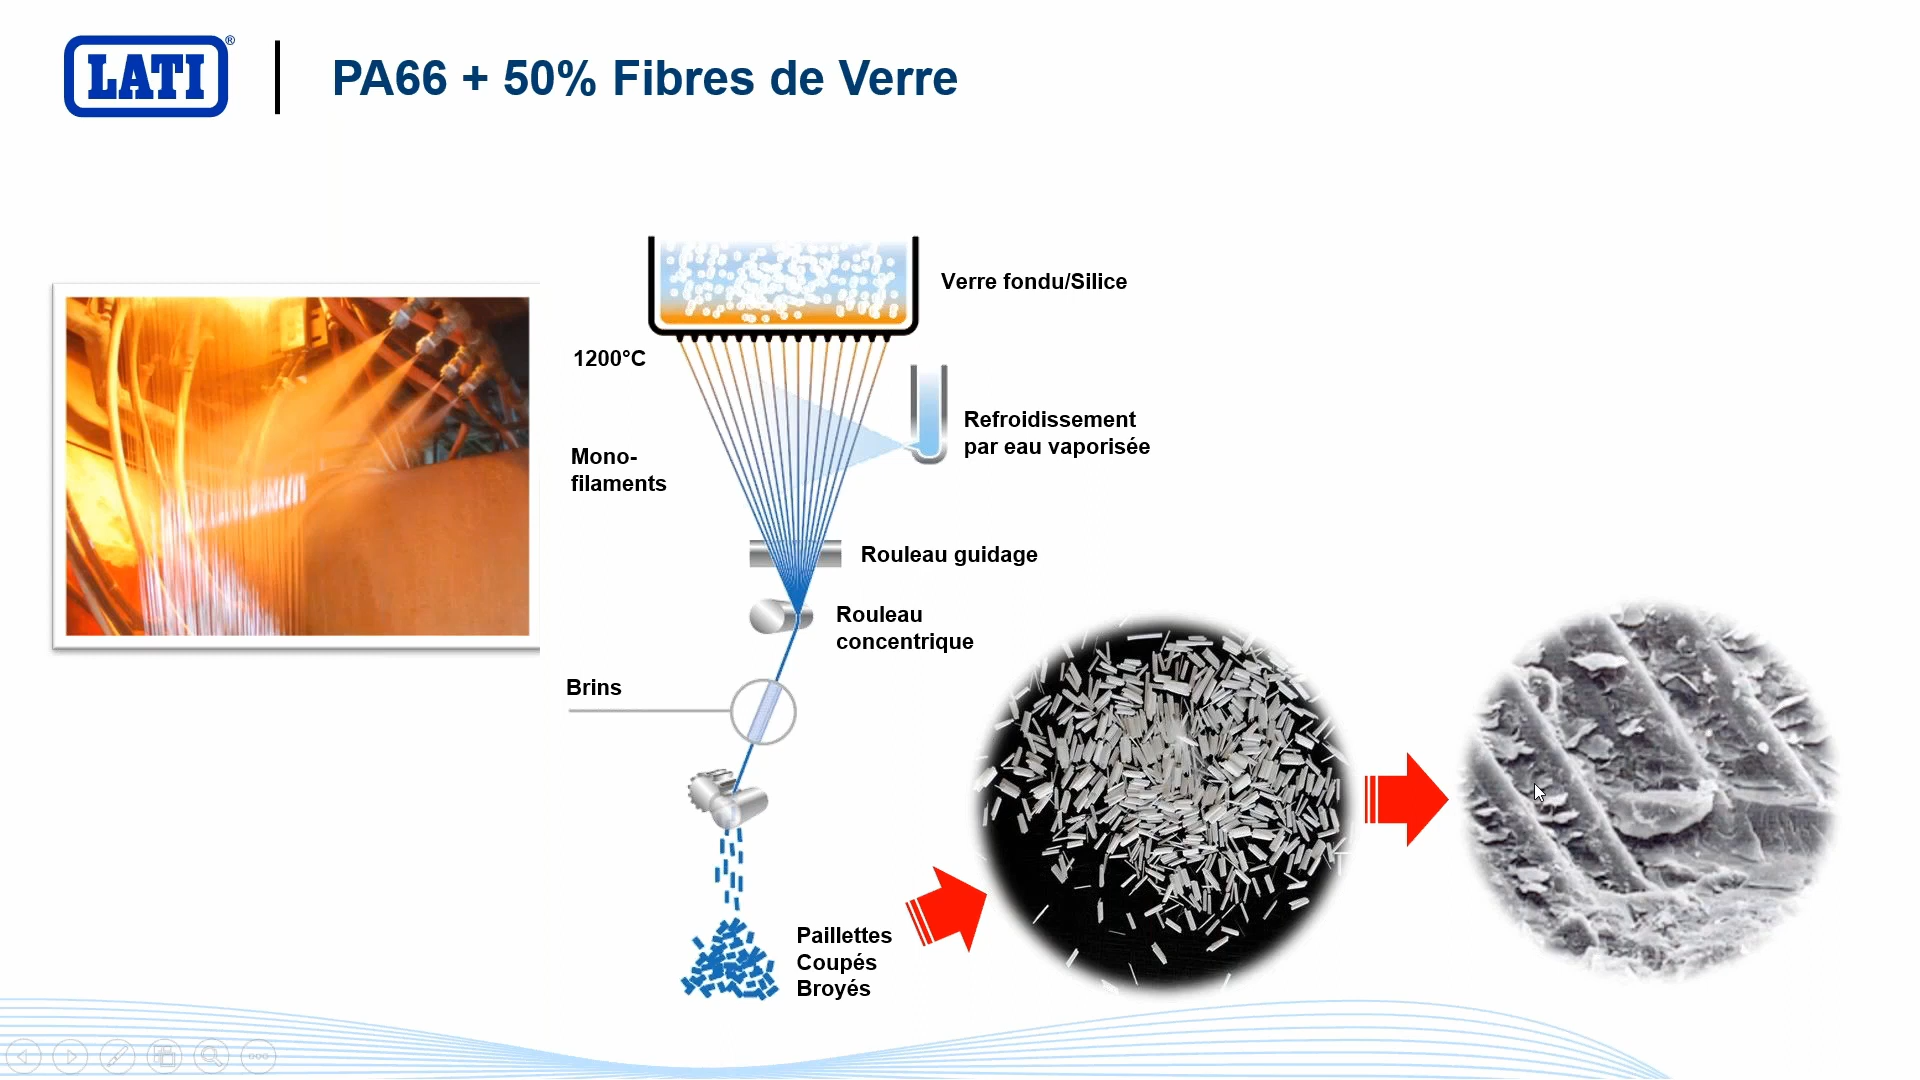 LATI®
PA66 + 50% Fibres de Verre
Verre fondu/Silice
1200°C
Refroidissement
par eau vaporisée
Mono-
filaments
Rouleau guidage
Rouleau
concentrique
Brins
Paillettes
Coupés
Broyés